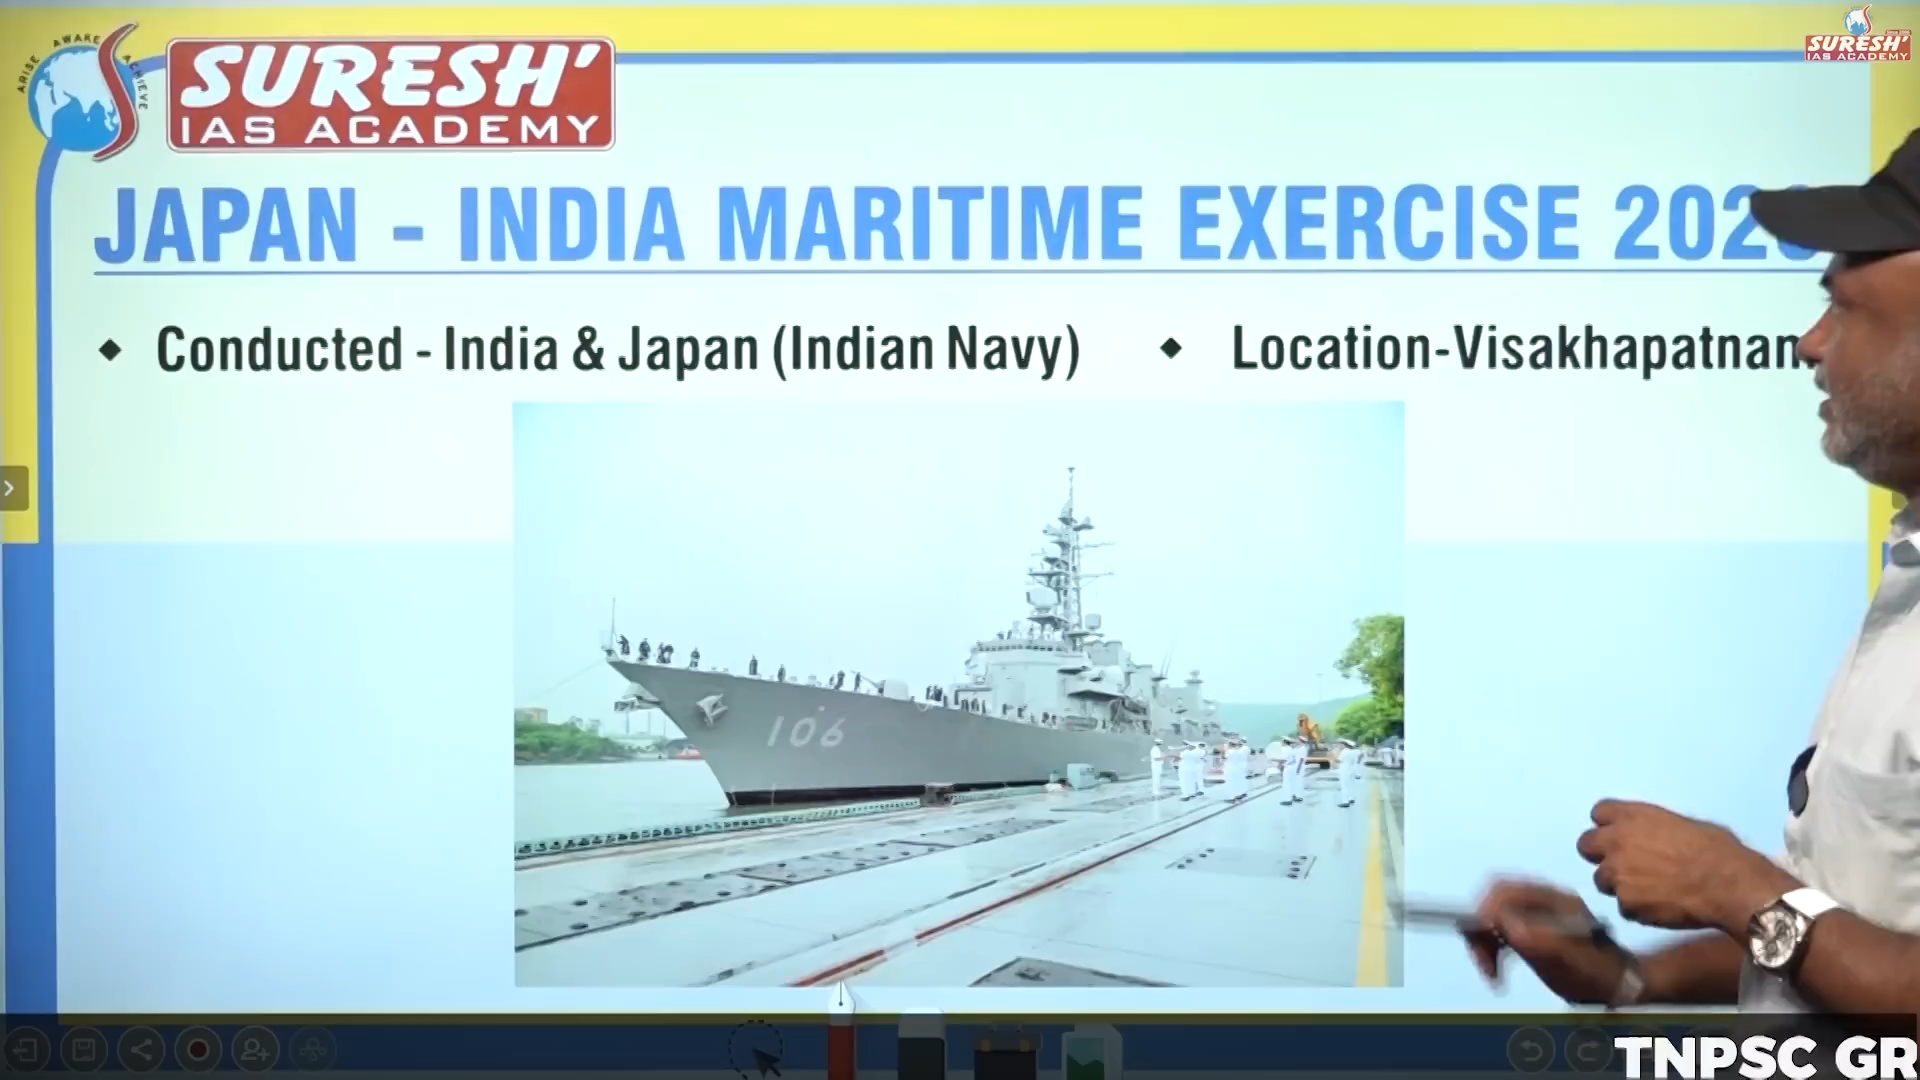 ARISE AWAKE ACHIEVE
SURESH'
IAS ACADEMY
SURESH'
IAS ACADEMY
JAPAN - INDIA MARITIME EXERCISE
◆ Conducted - India & Japan (Indian Navy)
◆ Location-Visakhapatnam
106
TNPSC GR